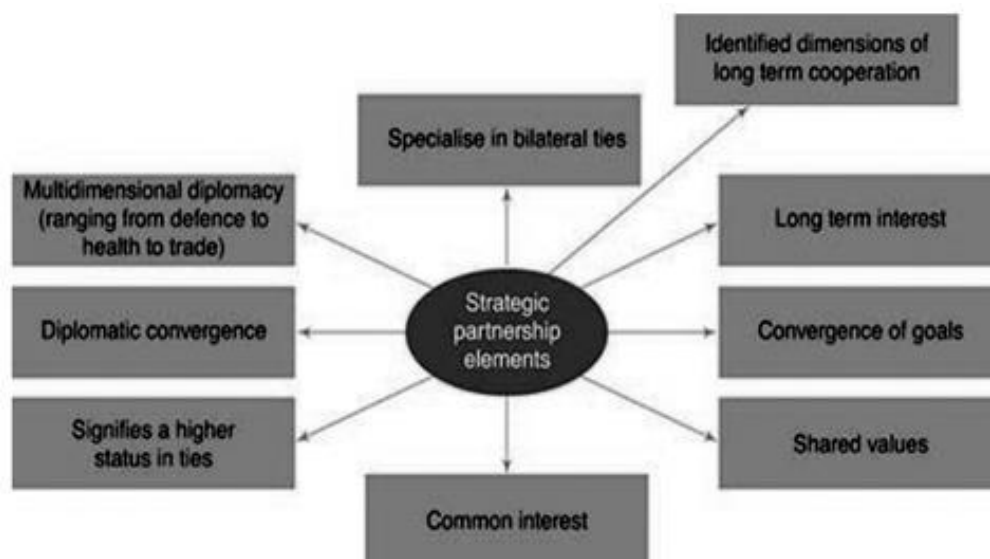 Identified dimensions of
long term cooperation
Specialise in bilateral ties
Multidimensional diplomacy
(ranging from defence to
health to trade)
Long term interest
Strategic
partnership
elements
Diplomatic convergence
Convergence of goals
Signifies a higher
status in ties
Shared values
Common interest